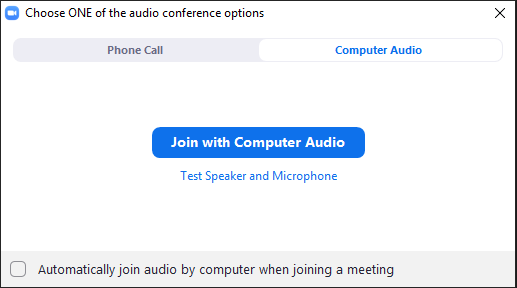 Choose ONE of the audio conference options
Phone Call
Computer Audio
Join with Computer Audio
Test Speaker and Microphone
Automatically join audio by computer when joining a meeting